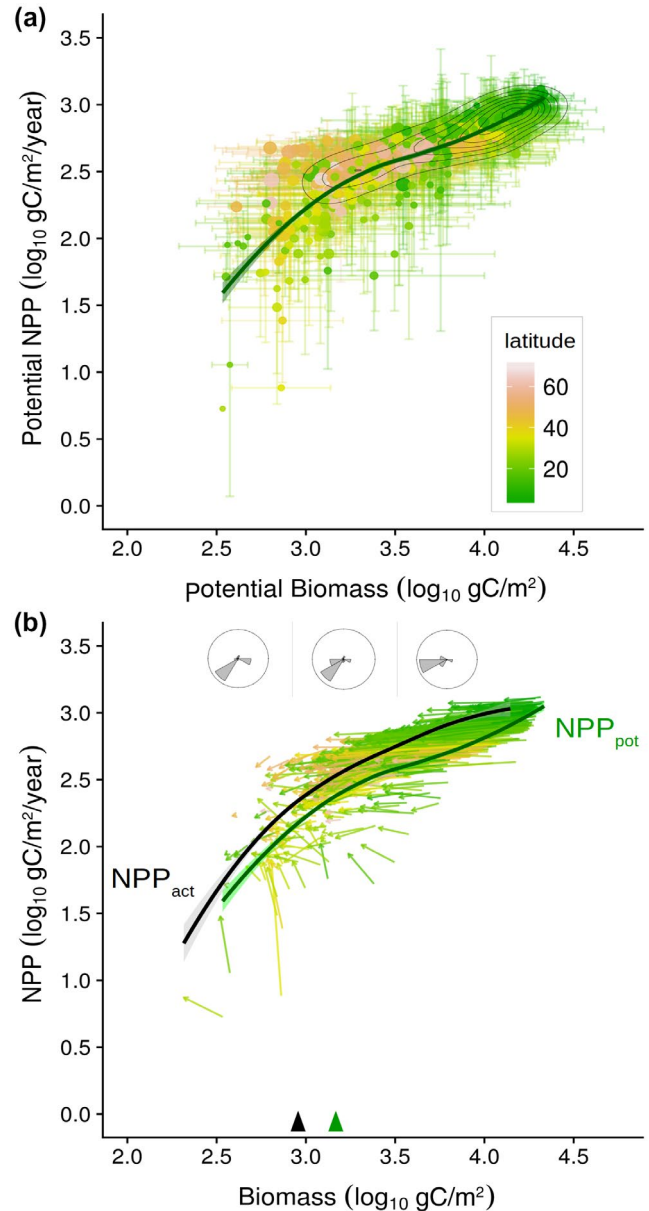 (a)
3.5
3.0
2.5
2.0
1.5
1.0
0.5
0.0
Potential NPP (log₁₀ gC/m²/year)
latitude
60
40
20
2.0 2.5 3.0 3.5 4.0 4.5
potential Biomass (log₁₀ gC/m²)
(b)
3.5
3.0
2.5
2.0
1.5
1.0
0.5
0.0
NPP (log₁₀ gC/m²/year)
NPPpot
NPPact
2.0 2.5 3.0 3.5 4.0 4.5
Biomass (log₁₀ gC/m²)